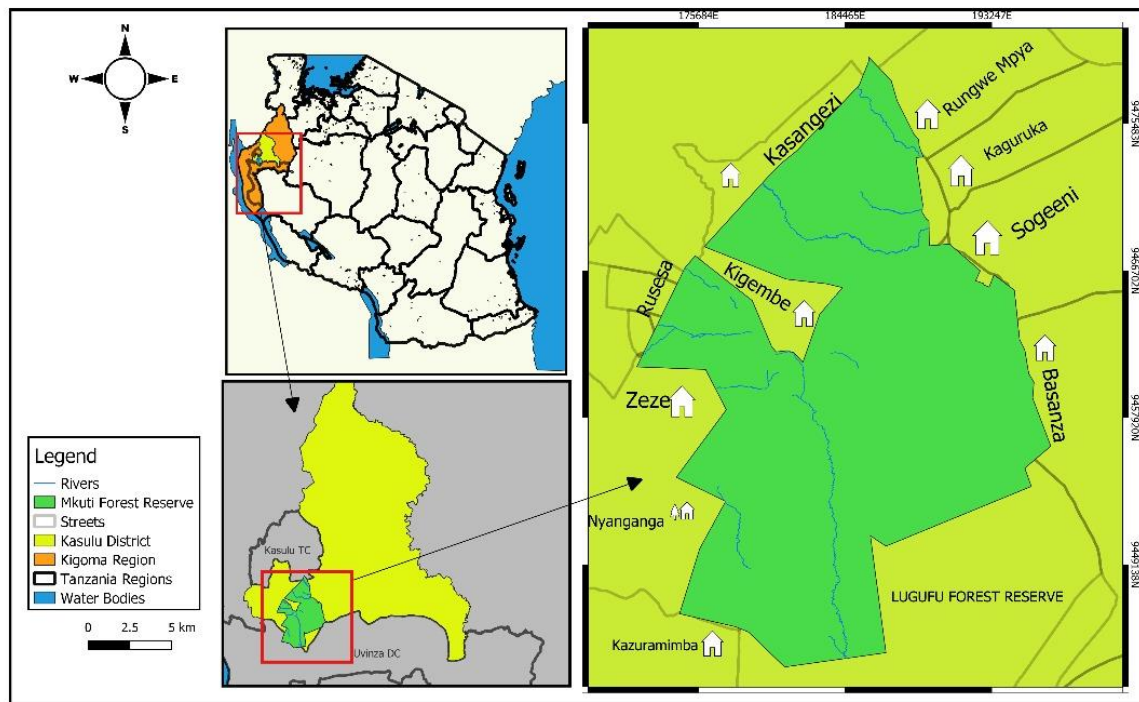 N
W
E
S
175684E
184465E
193247E
9475483N
9466702N
9457920N
9449138N
Kasangezi
Rungwe Mpya
Kaguruka
Sogeeni
Rusesa
Kigembe
Basanza
Zeze
Nyanganga
LUGUFU FOREST RESERVE
Kazuramimba
Kasulu TC
Uvinza DC
Legend
Rivers
Mkuti Forest Reserve
Streets
Kasulu District
Kigoma Region
Tanzania Regions
Water Bodies
0 2.5 5 km